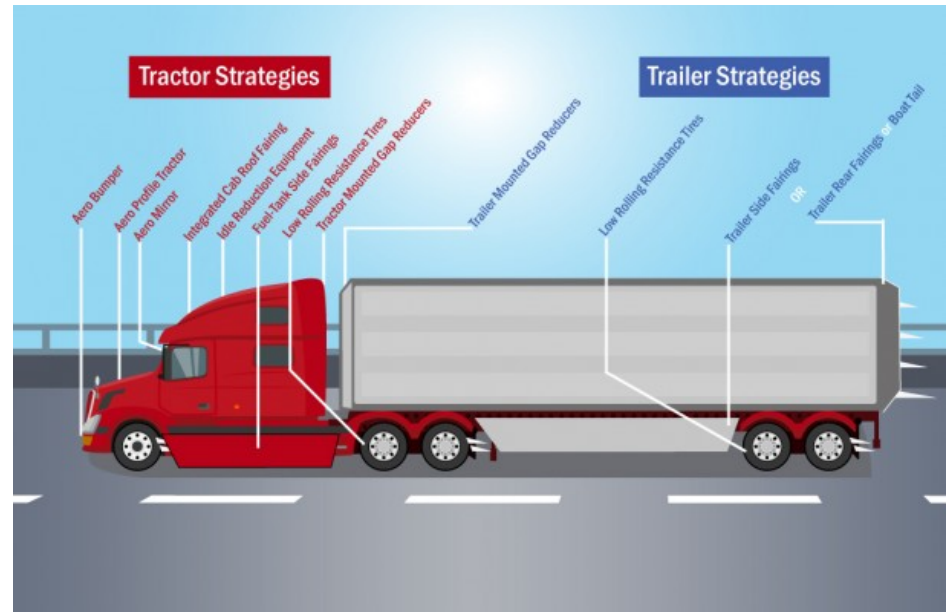 Tractor Strategies
Trailer Strategies
Aero Bumper
Aero Profile Tractor
Aero Mirror
Integrated Cab Roof Fairing
Idle Reduction Equipment
Fuel-Tank Side Fairings
Low Rolling Resistance Tires
Tractor Mounted Gap Reducers
Trailer Mounted Gap Reducers
Low Rolling Resistance Tires
Trailer Side Fairings
OR
Trailer Rear Fairings or Boat Tail